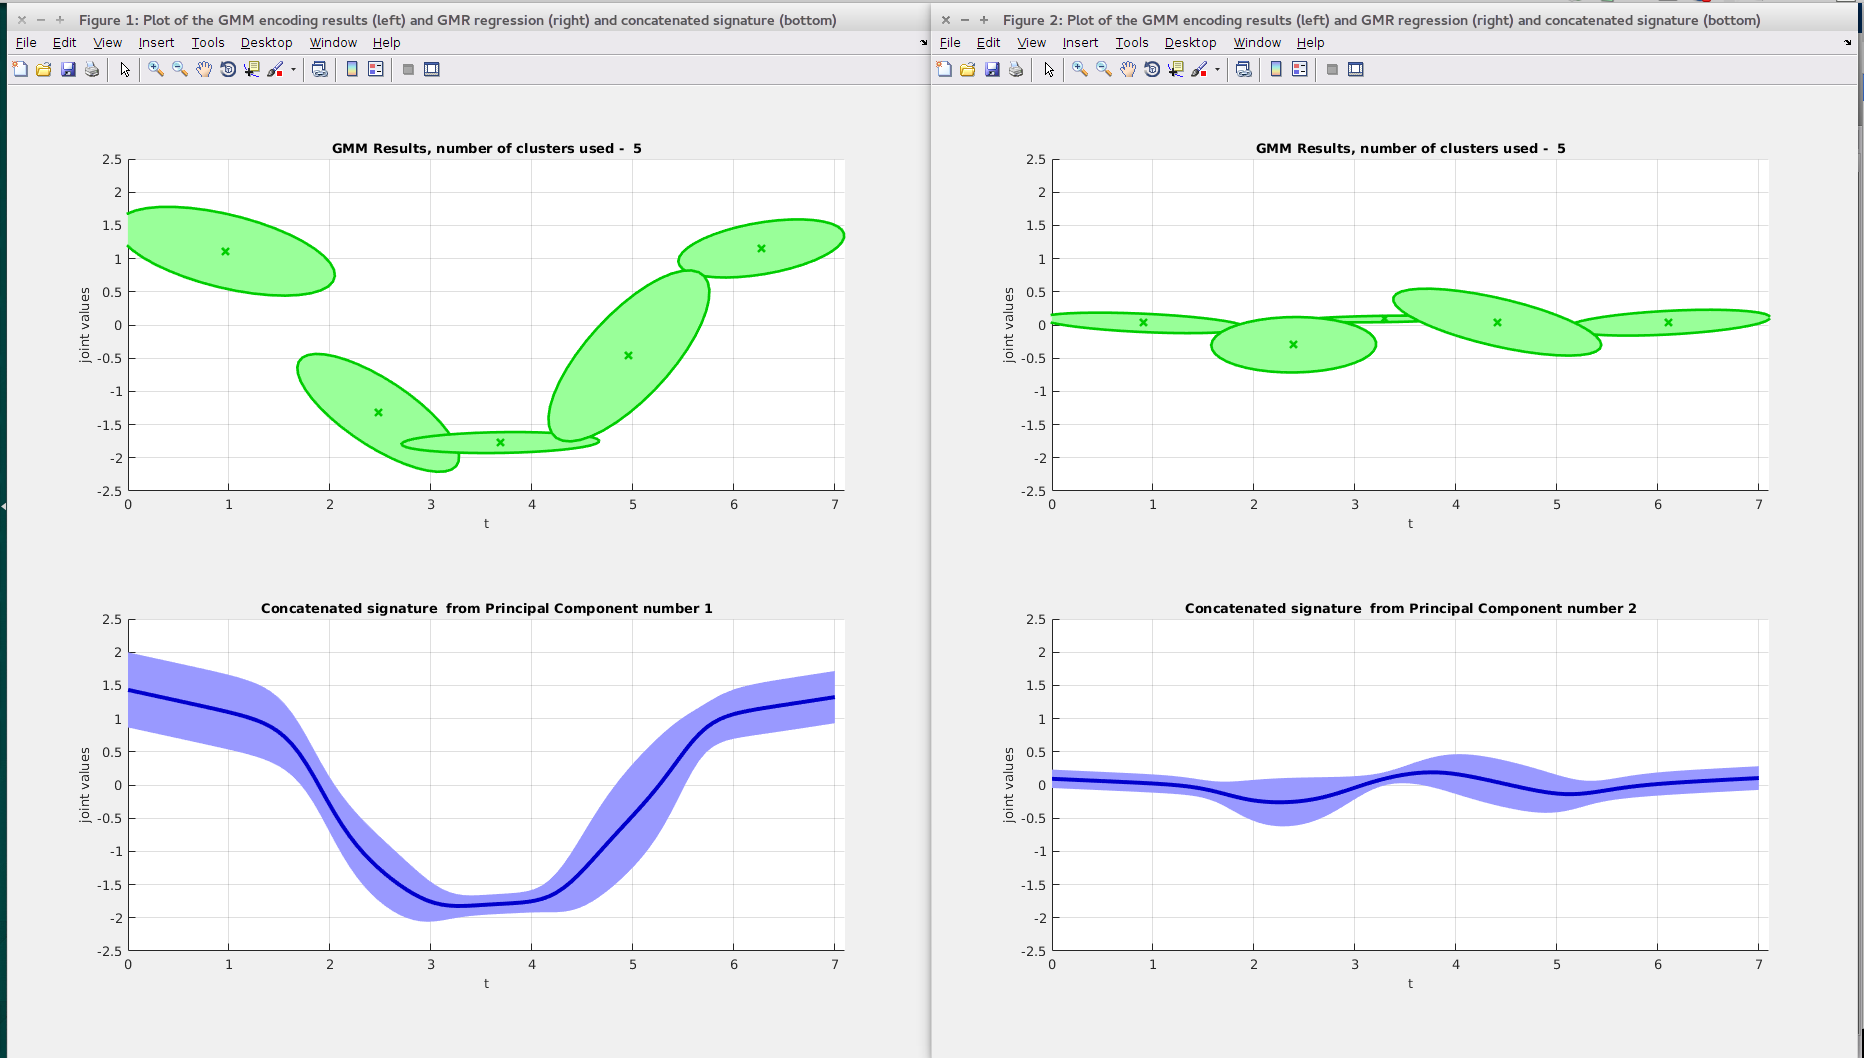 Figure 1: Plot of the GMM encoding results (left) and GMR regression (right) and concatenated signature (bottom)
File Edit View Insert Tools Desktop Window Help
GMM Results, number of clusters used - 5
2.5
2
1.5
1
0.5
0
-0.5
-1
-1.5
-2
-2.5
joint values
0 1 2 3 4 5 6 7
t
Concatenated signature from Principal Component number 1
2.5
2
1.5
1
0.5
0
-0.5
-1
-1.5
-2
-2.5
joint values
0 1 2 3 4 5 6 7
t
Figure 2: Plot of the GMM encoding results (left) and GMR regression (right) and concatenated signature (bottom)
File Edit View Insert Tools Desktop Window Help
GMM Results, number of clusters used - 5
2.5
2
1.5
1
0.5
0
-0.5
-1
-1.5
-2
-2.5
joint values
0 1 2 3 4 5 6 7
t
Concatenated signature from Principal Component number 2
2.5
2
1.5
1
0.5
0
-0.5
-1
-1.5
-2
-2.5
joint values
0 1 2 3 4 5 6 7
t